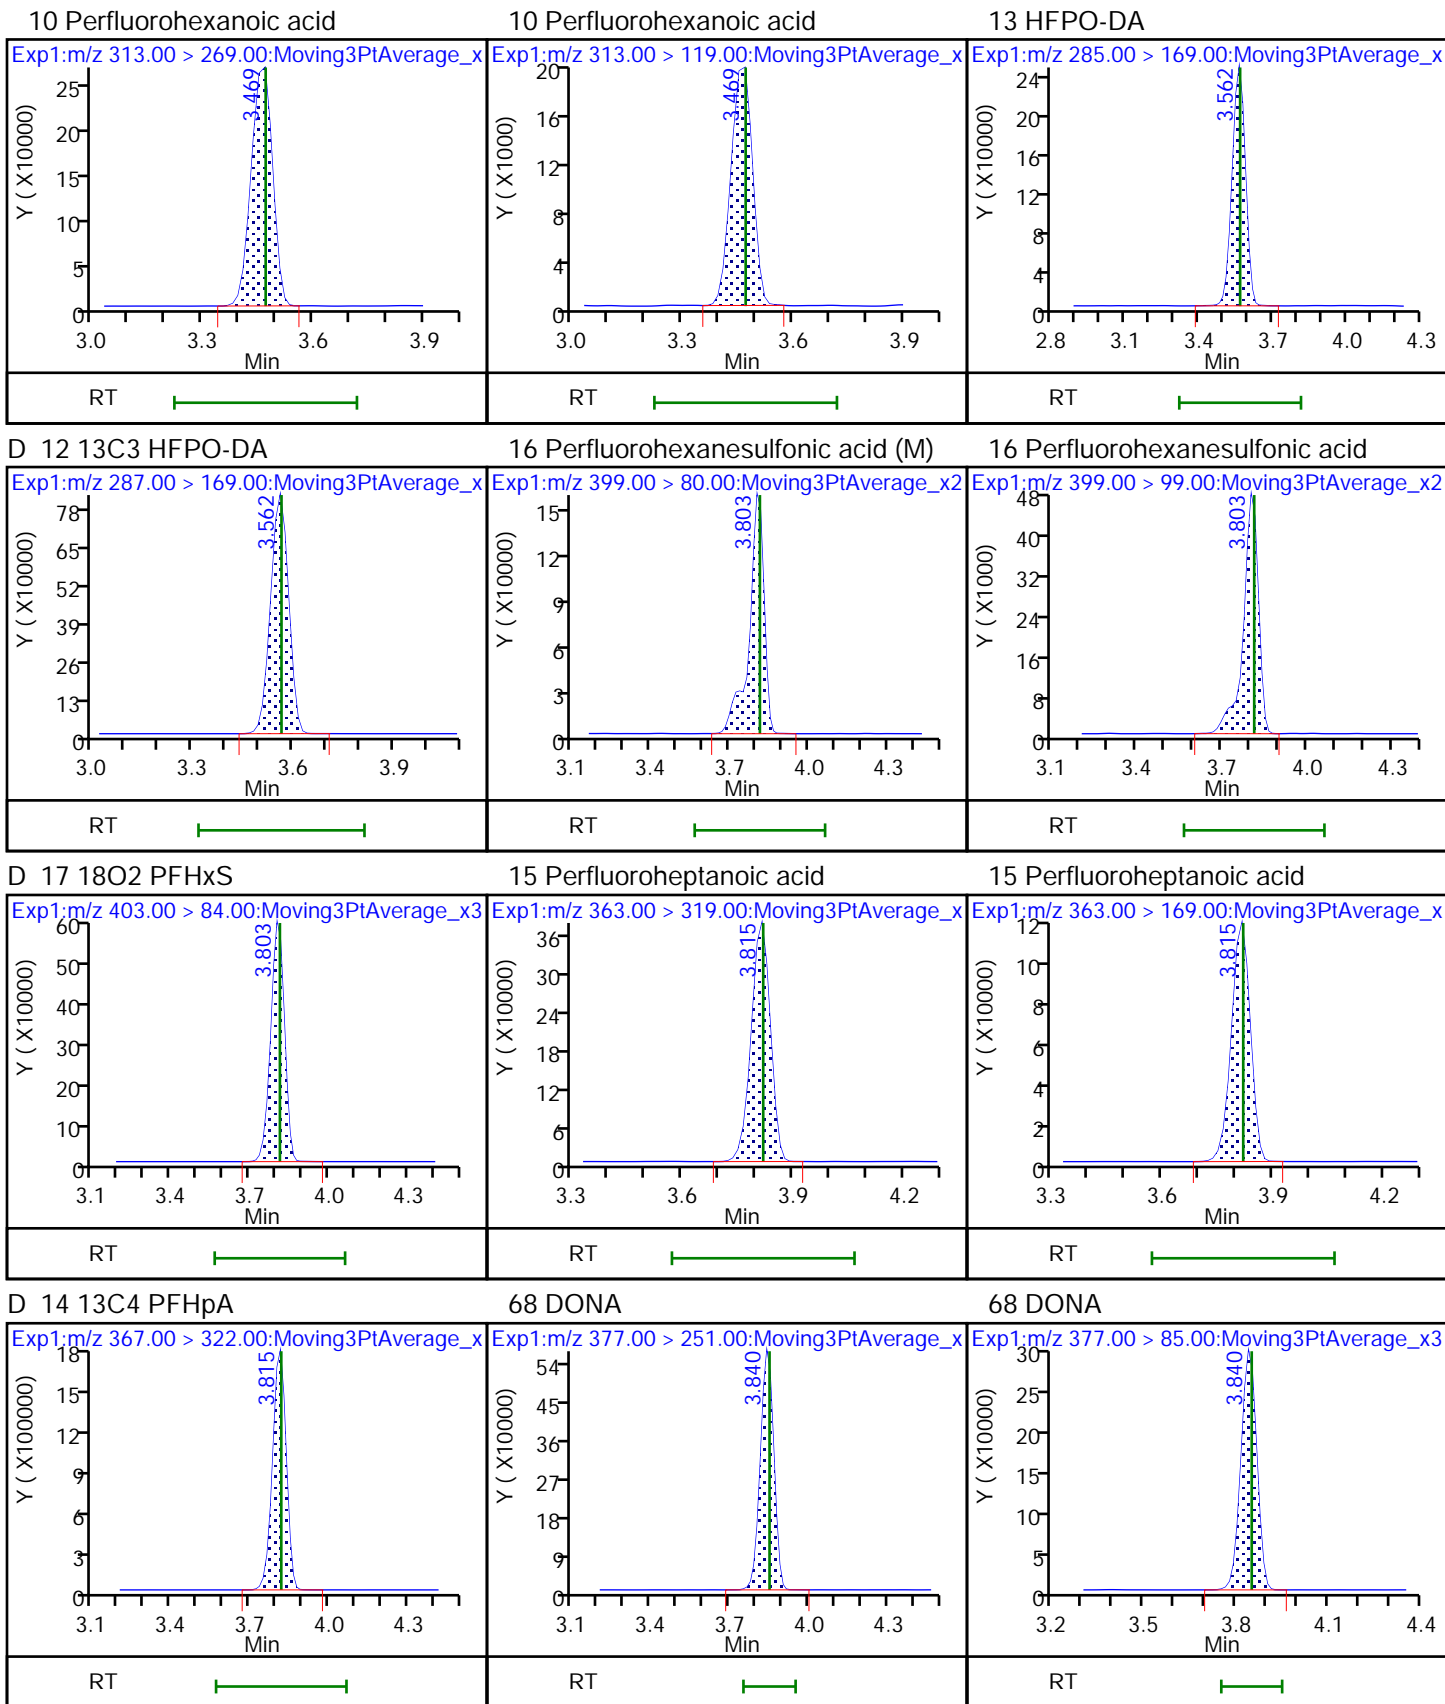 10 Perfluorohexanoic acid
10 Perfluorohexanoic acid
13 HFPO-DA
Exp1:m/z 313.00 > 269.00:Moving3PtAverage_x
Exp1:m/z 313.00 > 119.00:Moving3PtAverage_x
Exp1:m/z 285.00 > 169.00:Moving3PtAverage_x
3.469
3.469
3.562
Y ( X10000)
25
20
15
10
5
0
Y ( X1000)
20
16
12
8
4
0
Y ( X10000)
24
20
16
12
8
4
0
3.0 3.3 3.6 3.9
3.0 3.3 3.6 3.9
2.8 3.1 3.4 3.7 4.0 4.3
Min
Min
Min
RT
RT
RT
D 12 13C3 HFPO-DA
16 Perfluorohexanesulfonic acid (M)
16 Perfluorohexanesulfonic acid
Exp1:m/z 287.00 > 169.00:Moving3PtAverage_x
Exp1:m/z 399.00 > 80.00:Moving3PtAverage_x2
Exp1:m/z 399.00 > 99.00:Moving3PtAverage_x2
3.562
3.803
3.803
Y ( X10000)
78
65
52
39
26
13
0
Y ( X10000)
15
12
9
6
3
0
Y ( X1000)
48
40
32
24
16
8
0
3.0 3.3 3.6 3.9
3.1 3.4 3.7 4.0 4.3
3.1 3.4 3.7 4.0 4.3
Min
Min
Min
RT
RT
RT
D 17 18O2 PFHxS
15 Perfluoroheptanoic acid
15 Perfluoroheptanoic acid
Exp1:m/z 403.00 > 84.00:Moving3PtAverage_x3
Exp1:m/z 363.00 > 319.00:Moving3PtAverage_x
Exp1:m/z 363.00 > 169.00:Moving3PtAverage_x
3.803
3.815
3.815
Y ( X10000)
60
50
40
30
20
10
0
Y ( X10000)
36
30
24
18
12
6
0
Y ( X10000)
12
10
8
6
4
2
0
3.1 3.4 3.7 4.0 4.3
3.3 3.6 3.9 4.2
3.3 3.6 3.9 4.2
Min
Min
Min
RT
RT
RT
D 14 13C4 PFHpA
68 DONA
68 DONA
Exp1:m/z 367.00 > 322.00:Moving3PtAverage_x
Exp1:m/z 377.00 > 251.00:Moving3PtAverage_x
Exp1:m/z 377.00 > 85.00:Moving3PtAverage_x3
3.815
3.840
3.840
Y ( X100000)
18
15
12
9
6
3
0
Y ( X10000)
54
45
36
27
18
9
0
Y ( X10000)
30
25
20
15
10
5
0
3.1 3.4 3.7 4.0 4.3
3.1 3.4 3.7 4.0 4.3
3.2 3.5 3.8 4.1 4.4
Min
Min
Min
RT
RT
RT